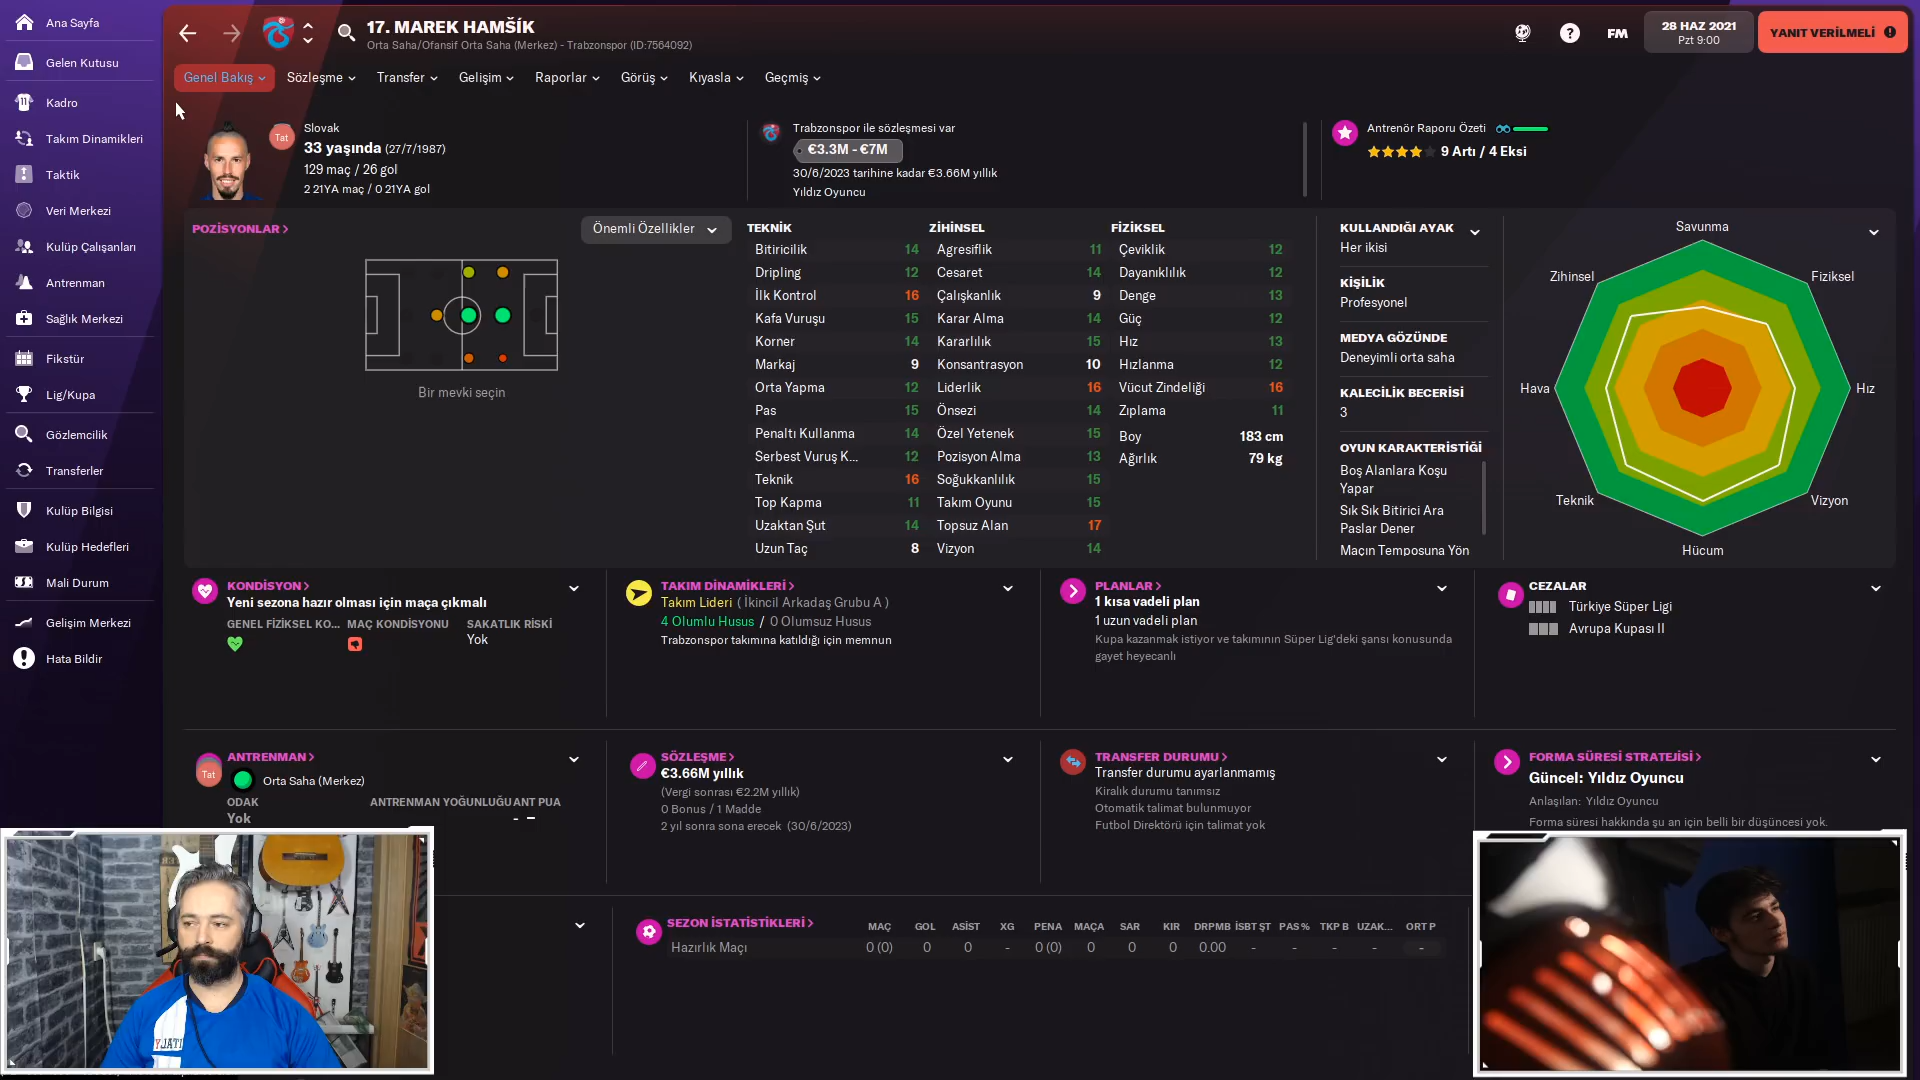 Ana Sayfa
Gelen Kutusu
Kadro
Takım Dinamikleri
Taktik
Veri Merkezi
Kulüp Çalışanları
Antrenman
Sağlık Merkezi
Fikstür
Lig/Kupa
Gözlemcilik
Transferler
Kulüp Bilgisi
Kulüp Hedefleri
Mali Durum
Gelişim Merkezi
Hata Bildir
17. MAREK HAMŠÍK
Orta Saha/Ofansif Orta Saha (Merkez) - Trabzonspor (ID:7564092)
FM
28 HAZ 2021
Pzt 9:00
YANIT VERİLMELİ
Genel Bakış Sözleşme Transfer Gelişim Raporlar Görüş Kıyasla Geçmiş
Tat
Slovak
33 yaşında (27/7/1987)
129 maç / 26 gol
2 21YA maç / 0 21YA gol
Trabzonspor ile sözleşmesi var
€3.3M - €7M
30/6/2023 tarihine kadar €3.66M yıllık
Yıldız Oyuncu
Antrenör Raporu Özeti
9 Artı / 4 Eksi
POZİSYONLAR
Önemli Özellikler
Bir mevki seçin
TEKNİK
Bitiricilik 14
Dripling 12
İlk Kontrol 16
Kafa Vuruşu 15
Korner 14
Markaj 9
Orta Yapma 12
Pas 15
Penaltı Kullanma 14
Serbest Vuruş K... 12
Teknik 16
Top Kapma 11
Uzaktan Şut 14
Uzun Taç 8
ZİHİNSEL
Agresiflik 11
Cesaret 14
Çalışkanlık 9
Karar Alma 14
Kararlılık 15
Konsantrasyon 10
Liderlik 16
Önsezi 14
Özel Yetenek 15
Pozisyon Alma 13
Soğukkanlılık 15
Takım Oyunu 15
Topsuz Alan 17
Vizyon 14
FİZİKSEL
Çeviklik 12
Dayanıklılık 12
Denge 13
Güç 12
Hız 13
Hızlanma 12
Vücut Zindeliği 16
Zıplama 11
Boy 183 cm
Ağırlık 79 kg
KULLANDIĞI AYAK
Her ikisi
KİŞİLİK
Profesyonel
MEDYA GÖZÜNDE
Deneyimli orta saha
KALECİLİK BECERİSİ
3
OYUN KARAKTERİSTİĞİ
Boş Alanlara Koşu
Yapar
Sık Sık Bitirici Ara
Paslar Dener
Maçın Temposuna Yön
Savunma
Zihinsel Fiziksel
Hava Hız
Teknik Vizyon
Hücum
KONDİSYON
Yeni sezona hazır olması için maça çıkmalı
GENEL FİZİKSEL KO... MAÇ KONDİSYONU SAKATLIK RİSKİ
Yok
TAKIM DİNAMİKLERİ
Takım Lideri ( İkincil Arkadaş Grubu A )
4 Olumlu Husus / 0 Olumsuz Husus
Trabzonspor takımına katıldığı için memnun
PLANLAR
1 kısa vadeli plan
1 uzun vadeli plan
Kupa kazanmak istiyor ve takımının Süper Lig'deki şansı konusunda
gayet heyecanlı
CEZALAR
Türkiye Süper Ligi
Avrupa Kupası II
ANTRENMAN
Tat
Orta Saha (Merkez)
ODAK ANTRENMAN YOĞUNLUĞU ANT PUA
Yok - –
SÖZLEŞME
€3.66M yıllık
(Vergi sonrası €2.2M yıllık)
0 Bonus / 1 Madde
2 yıl sonra sona erecek (30/6/2023)
TRANSFER DURUMU
Transfer durumu ayarlanmamış
Kiralık durumu tanımsız
Otomatik talimat bulunmuyor
Futbol Direktörü için talimat yok
FORMA SÜRESİ STRATEJİSİ
Güncel: Yıldız Oyuncu
Anlaşılan: Yıldız Oyuncu
Forma süresi hakkında şu an için belli bir düşüncesi yok.
SEZON İSTATİSTİKLERİ MAÇ GOL ASİST XG PENA MAÇA SAR KIR DRPMB İSBT ŞT PAS % TKP B UZAK... ORT P
Hazırlık Maçı 0 (0) 0 0 - 0 (0) 0 0 0 0.00 - - - - -